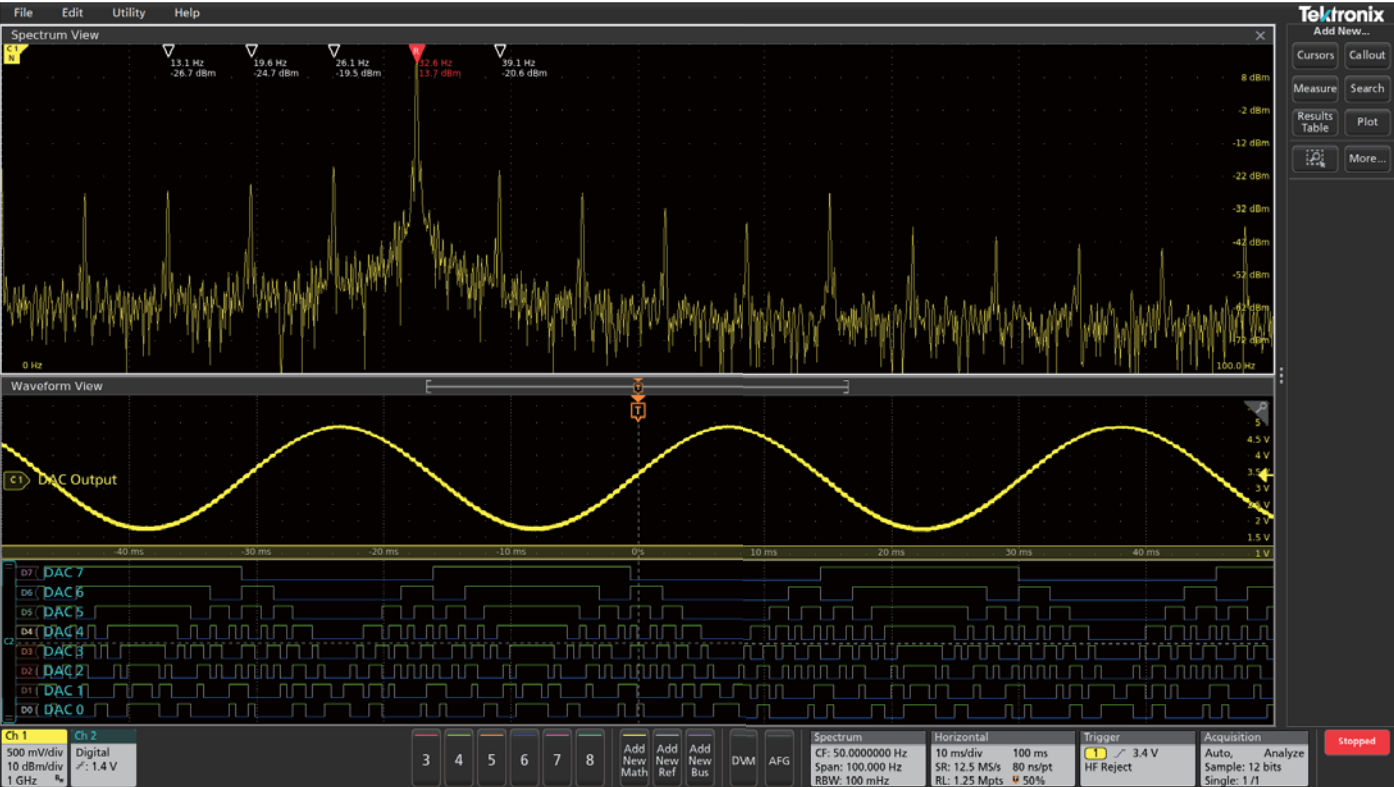 File Edit Utility Help
Tektronix
Add New...
Spectrum View
C 1
N
13.1 Hz
-26.7 dBm
19.6 Hz
-24.7 dBm
26.1 Hz
-19.5 dBm
R
32.6 Hz
13.7 dBm
39.1 Hz
-20.6 dBm
8 dBm
-2 dBm
-12 dBm
-22 dBm
-32 dBm
-42 dBm
-52 dBm
-62 dBm
-72 dBm
0 Hz
100.0 Hz
Cursors Callout
Measure Search
Results Table Plot
More...
Waveform View
T
T
C 1 DAC Output
5
4.5 V
4 V
3.5 V
3 V
2.5 V
2 V
1.5 V
1 V
-40 ms -30 ms -20 ms -10 ms 0 s 10 ms 20 ms 30 ms 40 ms
C2
D7 DAC 7
D6 DAC 6
D5 DAC 5
D4 DAC 4
D3 DAC 3
D2 DAC 2
D1 DAC 1
D0 DAC 0
Ch 1
500 mV/div
10 dBm/div
1 GHz
Ch 2
Digital
: 1.4 V
3 4 5 6 7 8
Add New Math
Add New Ref
Add New Bus
DVM AFG
Spectrum
CF: 50.0000000 Hz
Span: 100.000 Hz
RBW: 100 mHz
Horizontal
10 ms/div 100 ms
SR: 12.5 MS/s 80 ns/pt
RL: 1.25 Mpts 50%
Trigger
1 3.4 V
HF Reject
Acquisition
Auto, Analyze
Sample: 12 bits
Single: 1 /1
Stopped